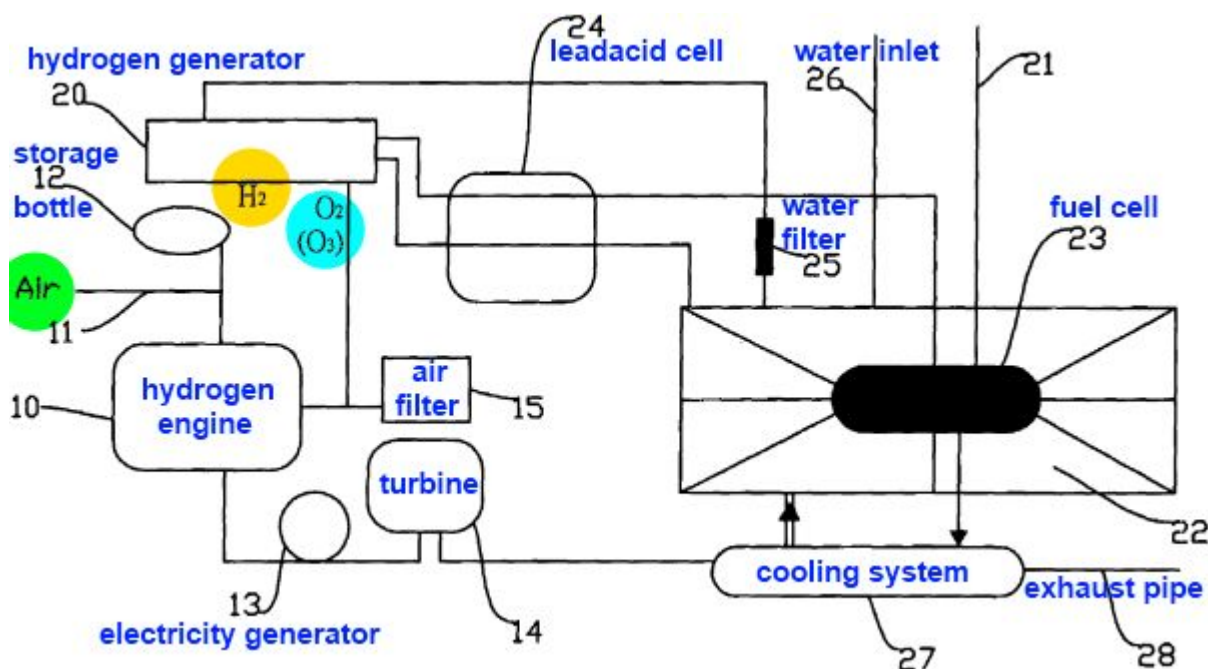 24
hydrogen generator
leadacid cell
water inlet
21
26
20
storage
12
bottle
H2
O2
(O3)
water
filter
25
fuel cell
23
Air
11
hydrogen
engine
10
air
filter
15
turbine
22
cooling system
exhaust pipe
13
electricity generator
14
27
28